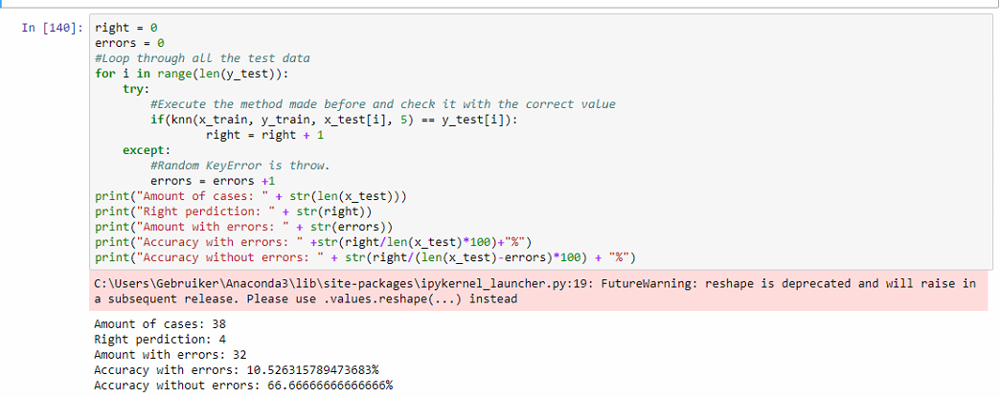 In [140]: right = 0
errors = 0
#Loop through all the test data
for i in range(len(y_test)):
    try:
        #Execute the method made before and check it with the correct value
        if(knn(x_train, y_train, x_test[i], 5) == y_test[i]):
                right = right + 1
    except:
        #Random KeyError is throw.
        errors = errors +1
print("Amount of cases: " + str(len(x_test)))
print("Right perdiction: " + str(right))
print("Amount with errors: " + str(errors))
print("Accuracy with errors: " +str(right/len(x_test)*100)+"%")
print("Accuracy without errors: " + str(right/(len(x_test)-errors)*100) + "%")
C:\Users\Gebruiker\Anaconda3\lib\site-packages\ipykernel_launcher.py:19: FutureWarning: reshape is deprecated and will raise in
a subsequent release. Please use .values.reshape(...) instead
Amount of cases: 38
Right perdiction: 4
Amount with errors: 32
Accuracy with errors: 10.526315789473683%
Accuracy without errors: 66.66666666666666%